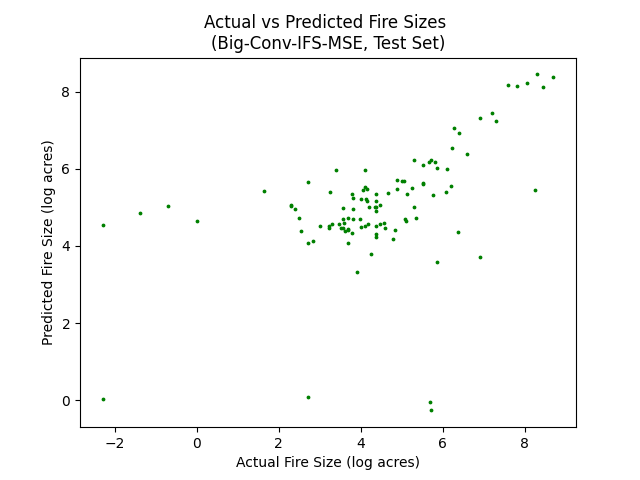 Actual vs Predicted Fire Sizes
(Big-Conv-IFS-MSE, Test Set)
Predicted Fire Size (log acres)
8
6
4
2
0
−2 0 2 4 6 8
Actual Fire Size (log acres)